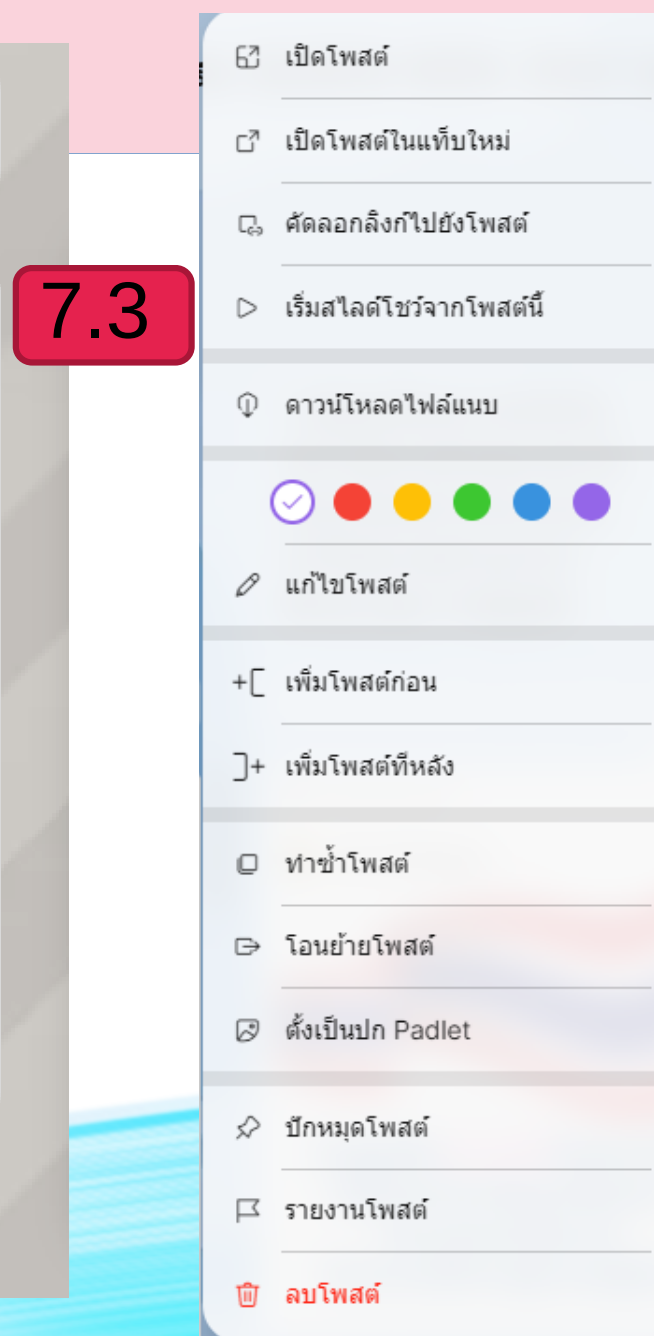 เปิดโพสต์
เปิดโพสต์ในแท็บใหม่
คัดลอกลิงก์ไปยังโพสต์
7.3
เริ่มสไลด์โชว์จากโพสต์นี้
ดาวน์โหลดไฟล์แนบ
แก้ไขโพสต์
เพิ่มโพสต์ก่อน
เพิ่มโพสต์ทีหลัง
ทำซ้ำโพสต์
โอนย้ายโพสต์
ตั้งเป็นปก Padlet
ปักหมุดโพสต์
รายงานโพสต์
ลบโพสต์